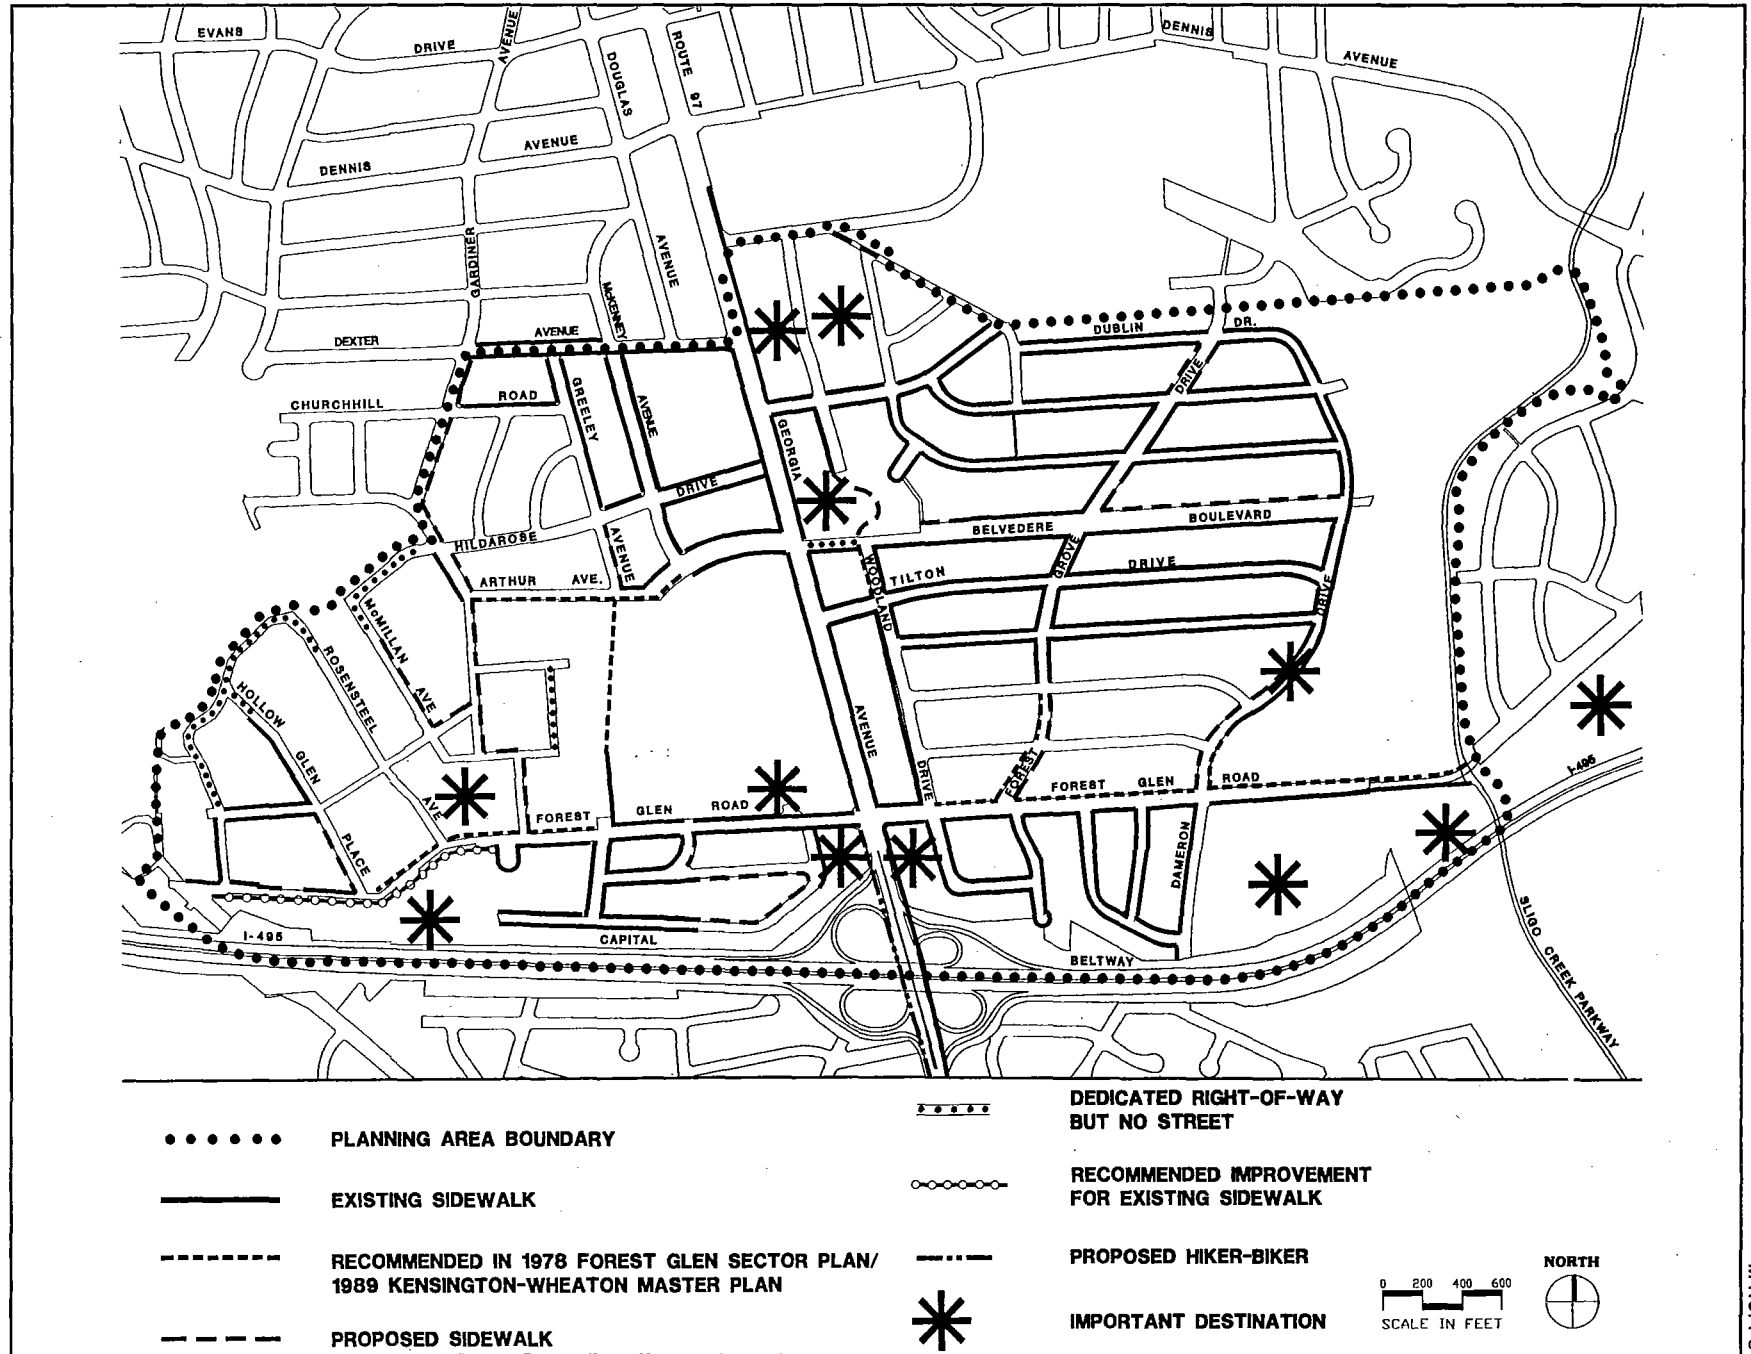 EVANS
DRIVE
AVENUE
DOUGLAS
ROUTE 97
DENNIS
AVENUE
DENNIS
AVENUE
GARDINER
McKENNEY
AVENUE
DEXTER
AVENUE
DUBLIN
DR.
DRIVE
CHURCHHILL
ROAD
GREELEY
AVENUE
GEORGIA
DRIVE
HILDAROSE
AVENUE
BELVEDERE
BOULEVARD
ARTHUR AVE.
WOODLAND
TILTON
GROVE
DRIVE
DRIVE
McMILLAN
AVE
ROSENSTEEL
HOLLOW
GLEN
AVENUE
DRIVE
FOREST
FOREST GLEN ROAD
I-495
AVE
FOREST GLEN ROAD
PLACE
DAMERON
I-495
CAPITAL
BELTWAY
SLIGO CREEK PARKWAY
PLANNING AREA BOUNDARY
EXISTING SIDEWALK
RECOMMENDED IN 1978 FOREST GLEN SECTOR PLAN/
1989 KENSINGTON-WHEATON MASTER PLAN
PROPOSED SIDEWALK
DEDICATED RIGHT-OF-WAY
BUT NO STREET
RECOMMENDED IMPROVEMENT
FOR EXISTING SIDEWALK
PROPOSED HIKER-BIKER
IMPORTANT DESTINATION
0 200 400 600
SCALE IN FEET
NORTH